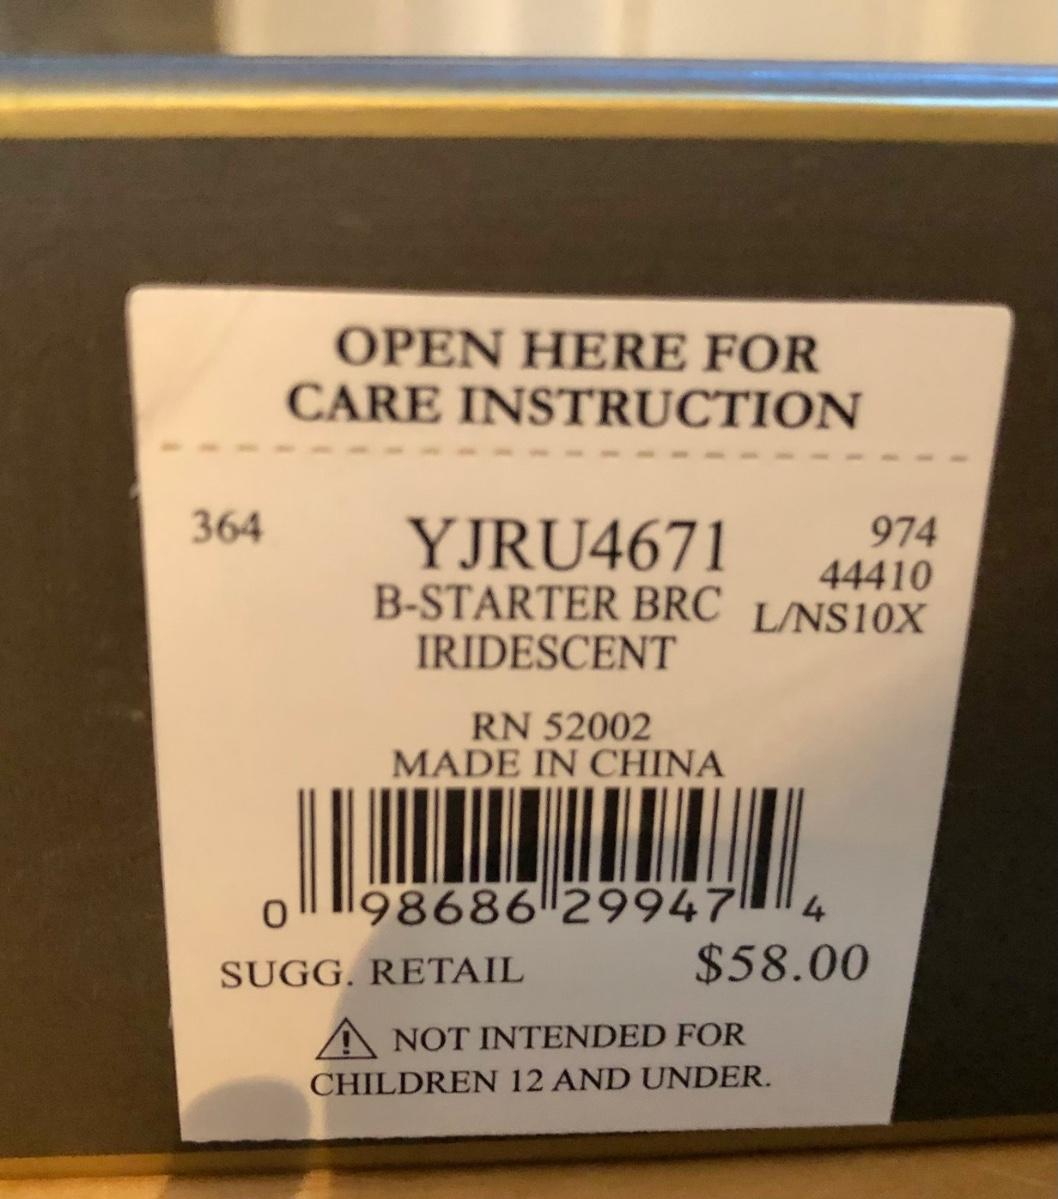 OPEN HERE FOR
CARE INSTRUCTION
364 YJRU4671 974
44410
B-STARTER BRC L/NS10X
IRIDESCENT
RN 52002
MADE IN CHINA
0 98686 29947 4
SUGG. RETAIL $58.00
⚠ NOT INTENDED FOR
CHILDREN 12 AND UNDER.